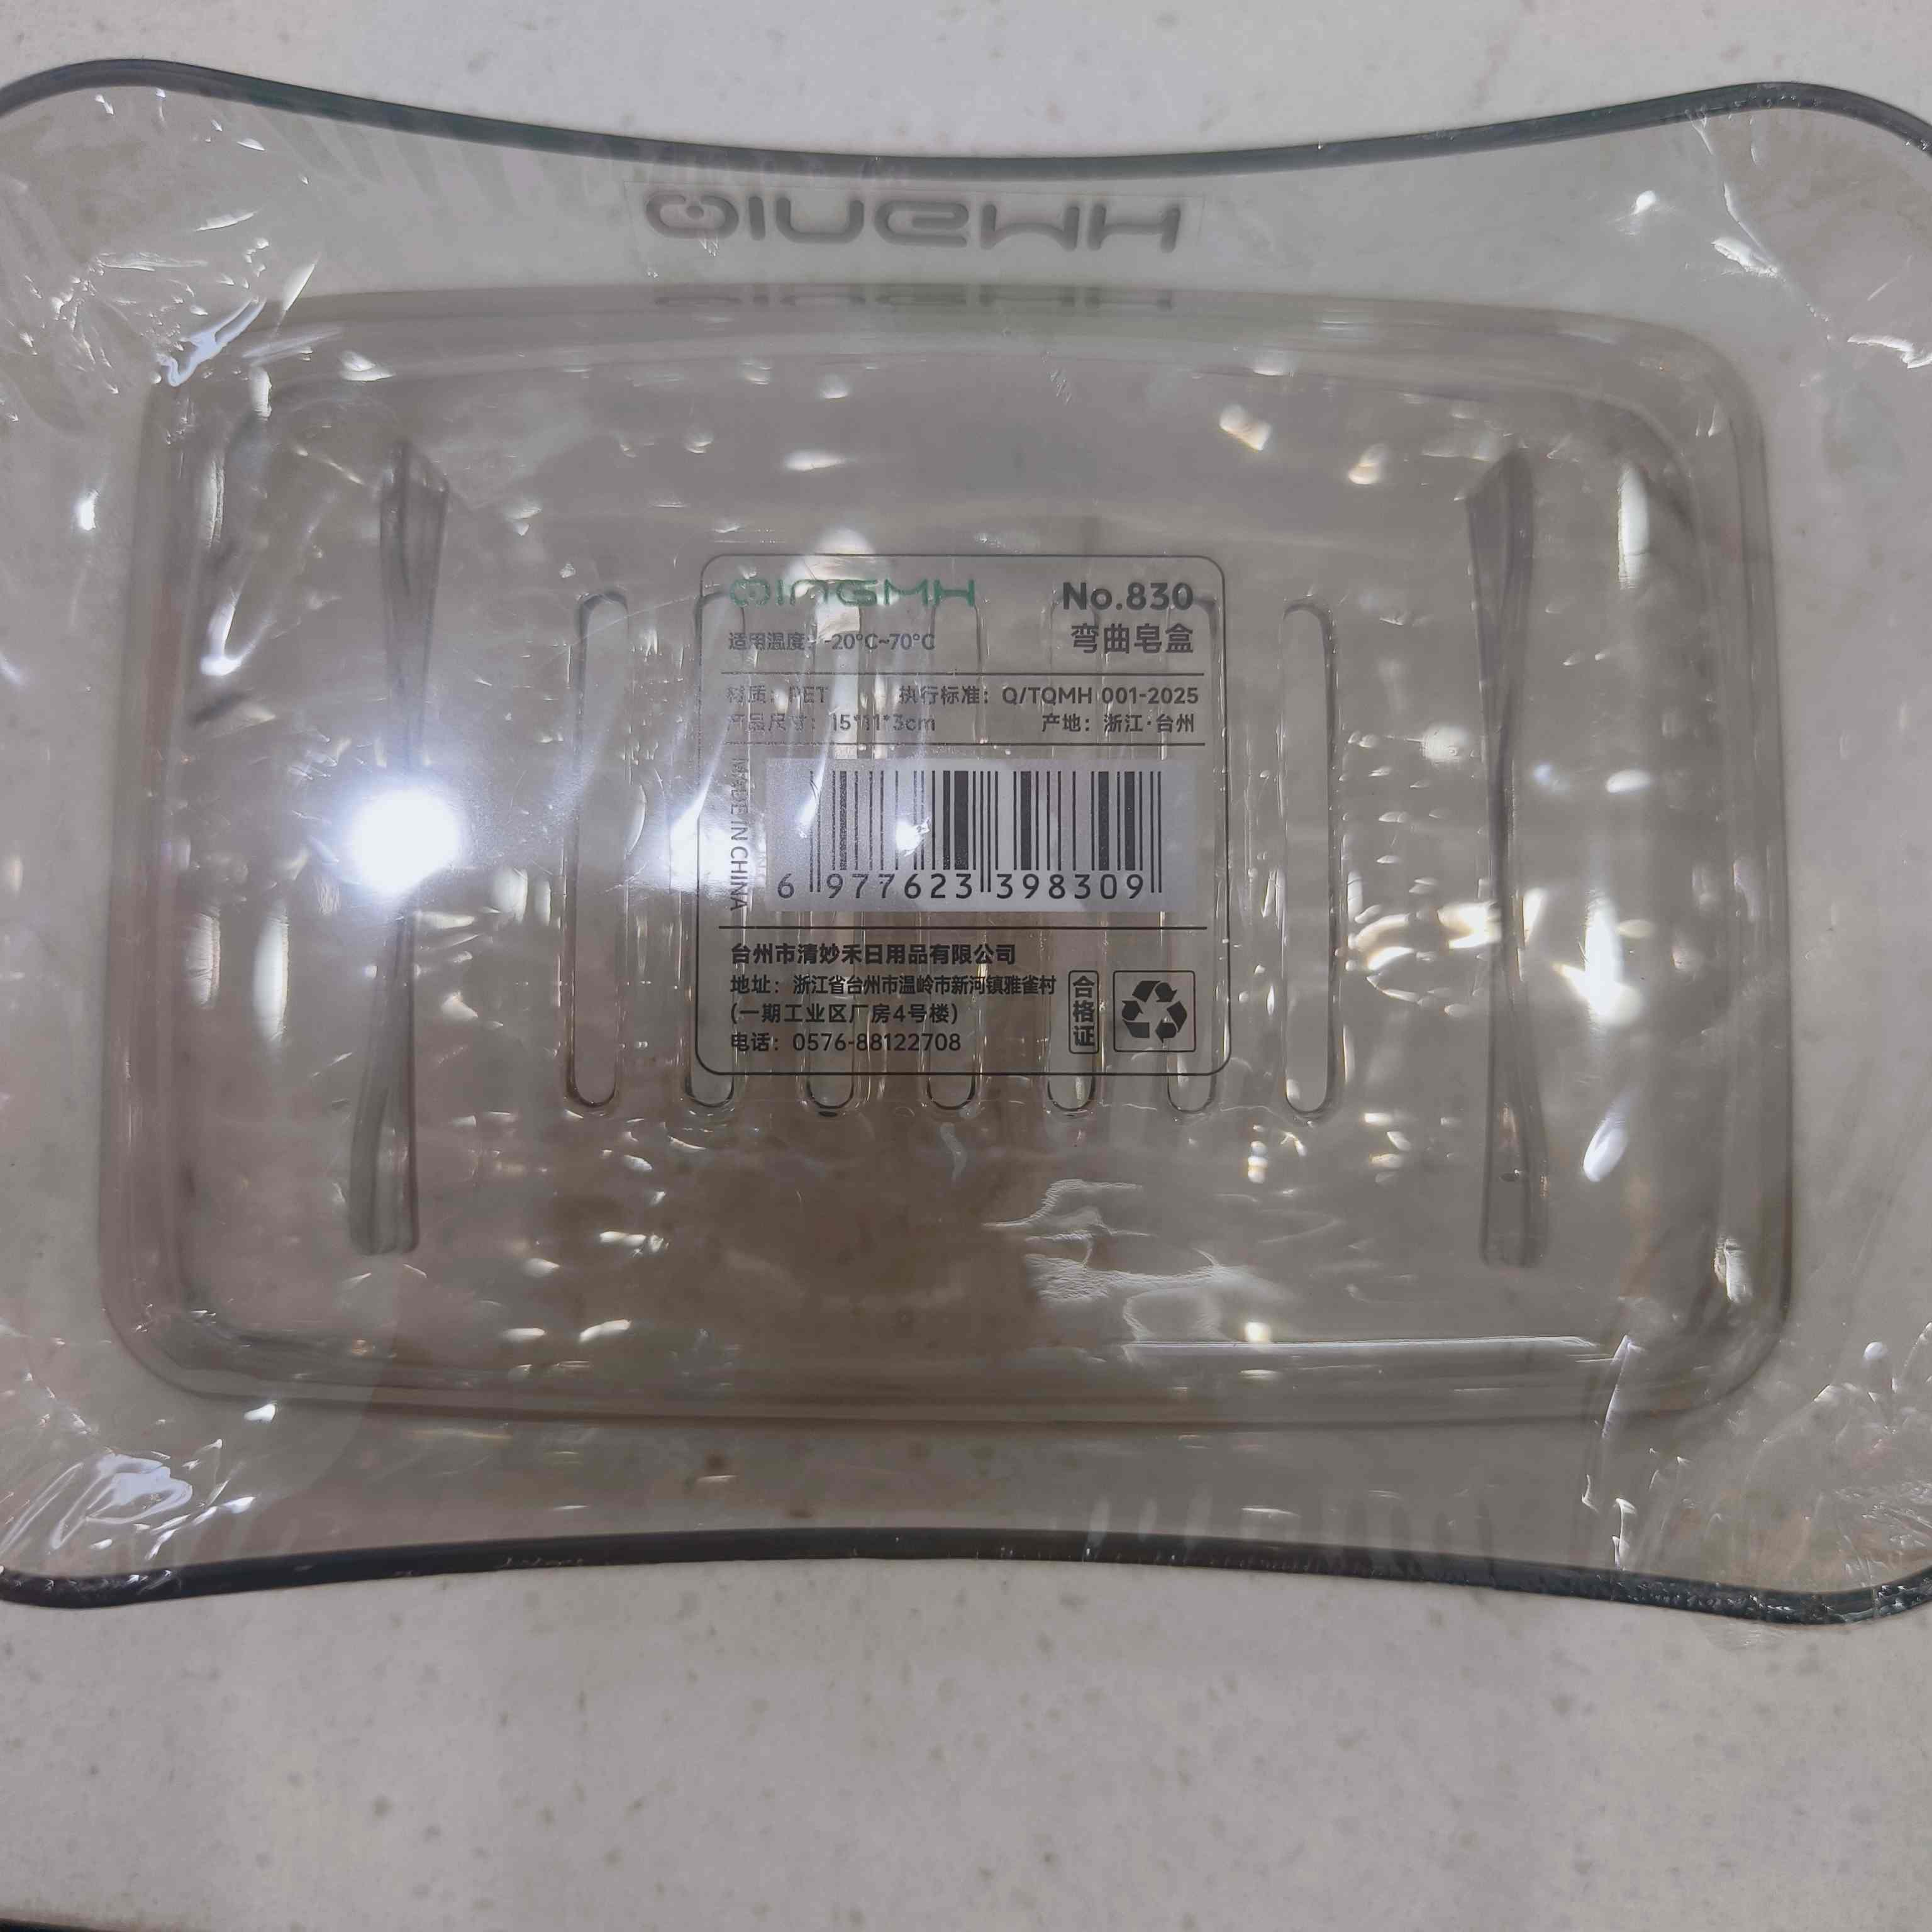 QINGMH
QINGMH No.830
适用温度：-20°C~70°C 弯曲皂盒
材质：PET 执行标准：Q/TQMH 001-2025
产品尺寸：15*11*3cm 产地：浙江·台州
MADE IN CHINA
6 977623 398309
台州市清妙禾日用品有限公司
地址：浙江省台州市温岭市新河镇雅雀村
(一期工业区厂房4号楼)
电话：0576-88122708
合格证